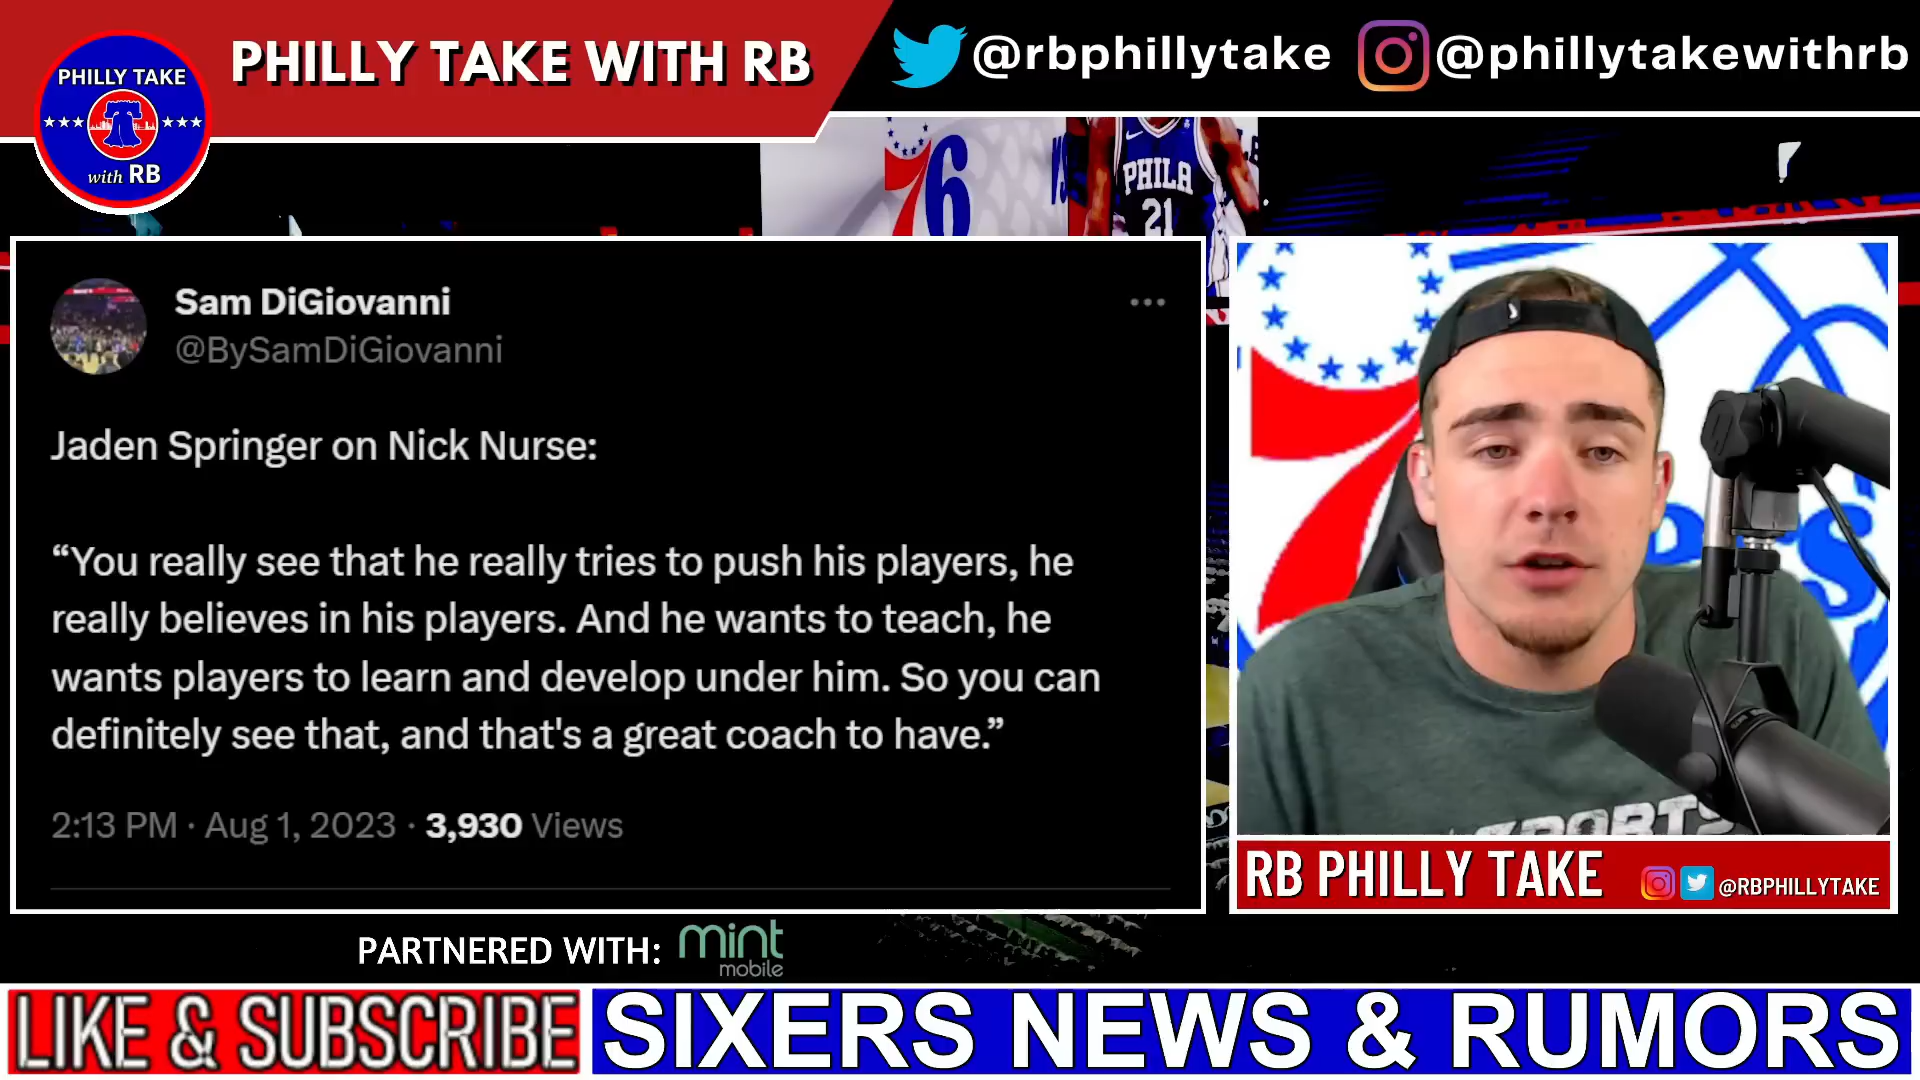 PHILLY TAKE
with RB
PHILLY TAKE WITH RB
@rbphillytake
@phillytakewithrb
76
PHILA
21
Sam DiGiovanni
@BySamDiGiovanni
Jaden Springer on Nick Nurse:
“You really see that he really tries to push his players, he
really believes in his players. And he wants to teach, he
wants players to learn and develop under him. So you can
definitely see that, and that's a great coach to have.”
2:13 PM · Aug 1, 2023 · 3,930 Views
SPORTS
RB PHILLY TAKE
@RBPHILLYTAKE
PARTNERED WITH:
mint
mobile
LIKE & SUBSCRIBE
SIXERS NEWS & RUMORS